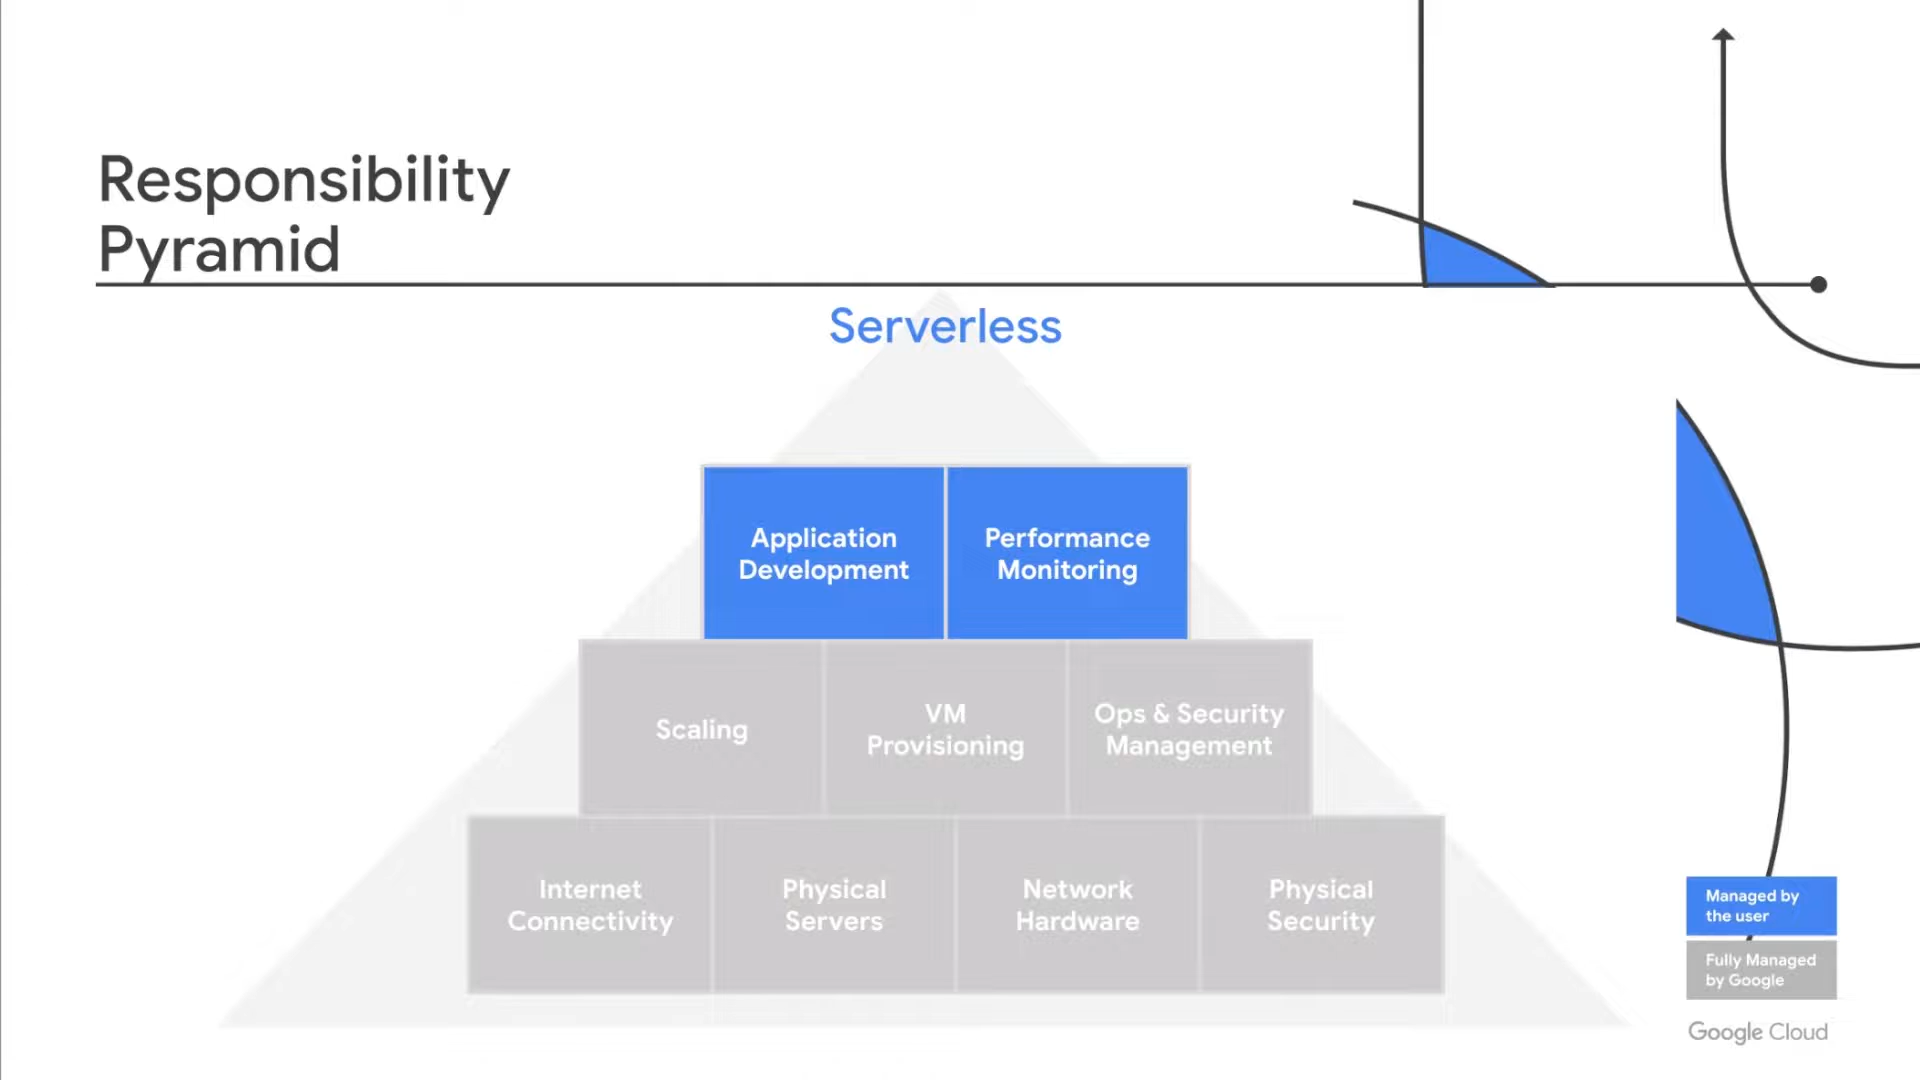 Responsibility
Pyramid
Serverless
Application
Development
Performance
Monitoring
Scaling
VM
Provisioning
Ops & Security
Management
Internet
Connectivity
Physical
Servers
Network
Hardware
Physical
Security
Managed by
the user
Fully Managed
by Google
Google Cloud